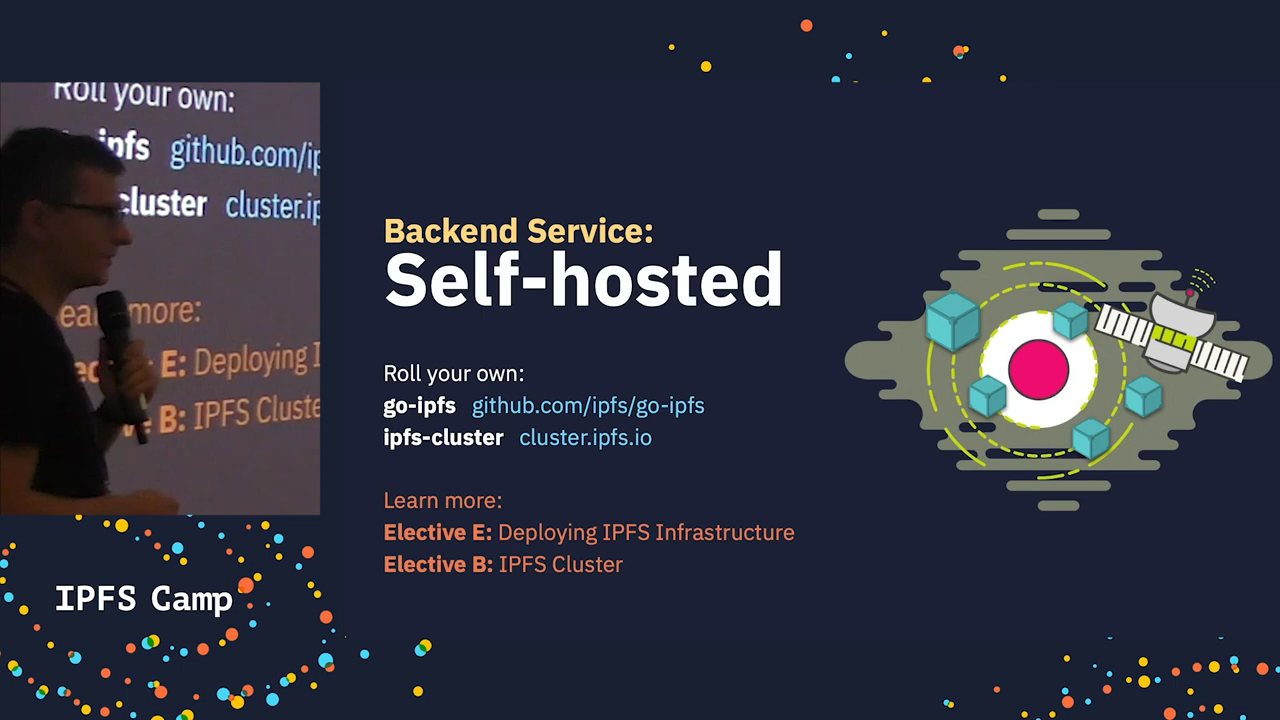 Roll your own:
ipfs github.com/ip
cluster cluster.ip
more:
E: Deploying I
B: IPFS Cluste
IPFS Camp
Backend Service:
Self-hosted
Roll your own:
go-ipfs github.com/ipfs/go-ipfs
ipfs-cluster cluster.ipfs.io
Learn more:
Elective E: Deploying IPFS Infrastructure
Elective B: IPFS Cluster